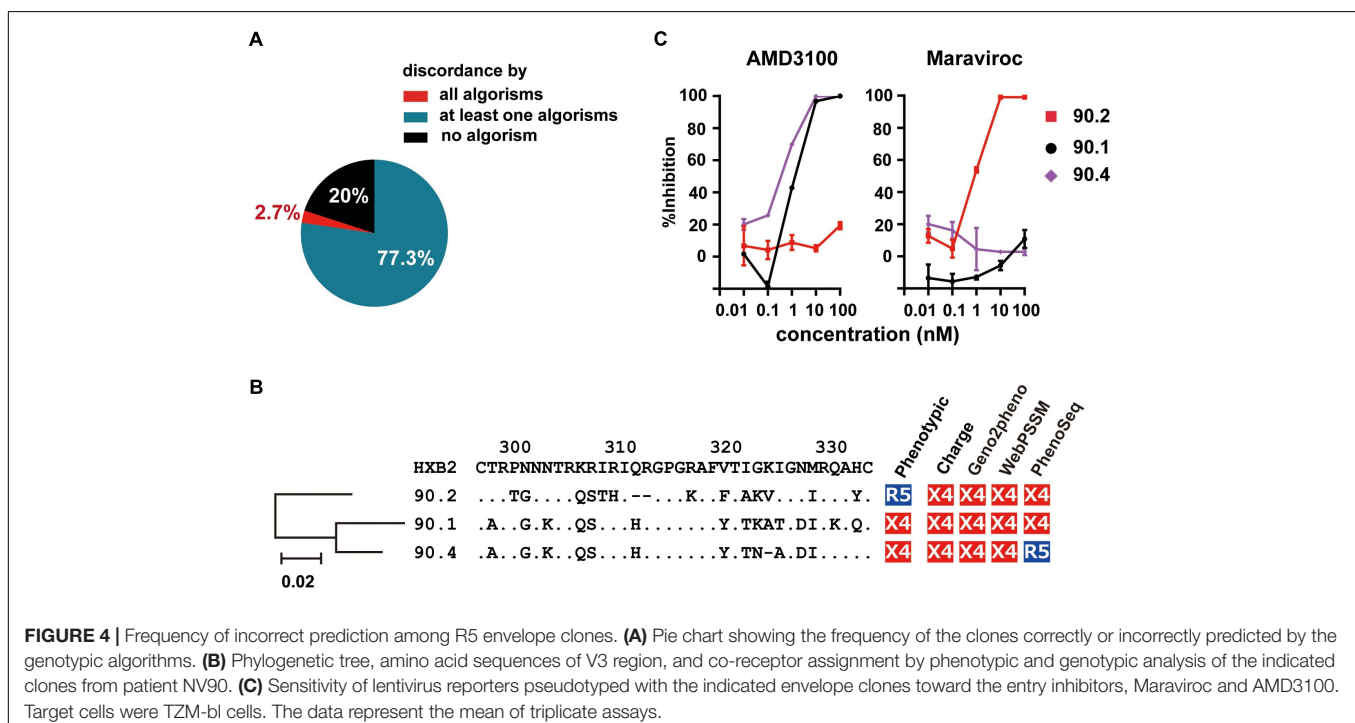 A
discordance by
all algorisms
at least one algorisms
no algorism
20%
2.7%
77.3%
C
AMD3100
Maraviroc
%Inhibition
100
80
60
40
20
0
100
80
60
40
20
0
0.01 0.1 1 10 100
0.01 0.1 1 10 100
concentration (nM)
90.2
90.1
90.4
B
Phenotypic
Charge
Geno2pheno
WebPSSM
PhenoSeq
300 310 320 330
HXB2 CTRPNNNTRKRIRIQRGPGRAFVTIGKIGNMRQAHC
90.2 ...TG....QSTH.--.....K..F.AKV...I...Y. R5 X4 X4 X4 X4
90.1 .A..G.K..QS...H.......Y.TKAT.DI.K.Q. X4 X4 X4 X4 X4
90.4 .A..G.K..QS...H.......Y.TN-A.DI..... X4 X4 X4 X4 R5
0.02
FIGURE 4 | Frequency of incorrect prediction among R5 envelope clones. (A) Pie chart showing the frequency of the clones correctly or incorrectly predicted by the
genotypic algorithms. (B) Phylogenetic tree, amino acid sequences of V3 region, and co-receptor assignment by phenotypic and genotypic analysis of the indicated
clones from patient NV90. (C) Sensitivity of lentivirus reporters pseudotyped with the indicated envelope clones toward the entry inhibitors, Maraviroc and AMD3100.
Target cells were TZM-bl cells. The data represent the mean of triplicate assays.